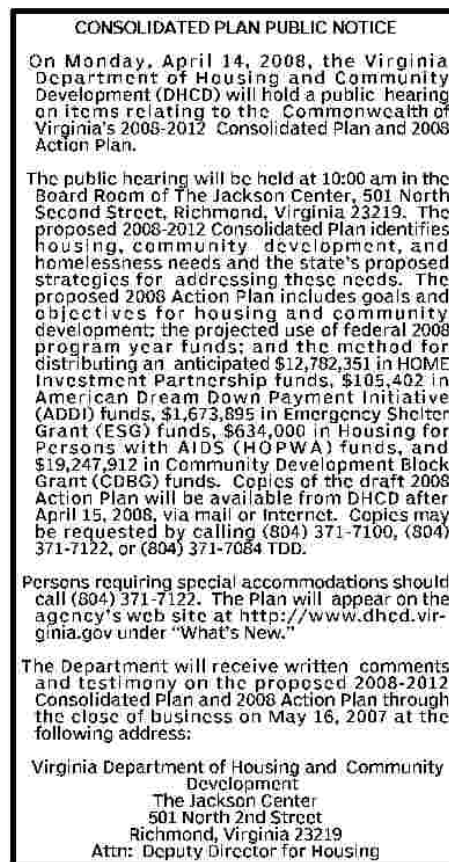 CONSOLIDATED PLAN PUBLIC NOTICE
On Monday, April 14, 2008, the Virginia
Department of Housing and Community
Development (DHCD) will hold a public hearing
on items relating to the Commonwealth of
Virginia's 2008-2012 Consolidated Plan and 2008
Action Plan.
The public hearing will be held at 10:00 am in the
Board Room of The Jackson Center, 501 North
Second Street, Richmond, Virginia 23219. The
proposed 2008-2012 Consolidated Plan identifies
housing, community development, and
homelessness needs and the state's proposed
strategies for addressing these needs. The
proposed 2008 Action Plan includes goals and
objectives for housing and community
development; the projected use of federal 2008
program year funds; and the method for
distributing an anticipated $12,782,351 in HOME
Investment Partnership funds, $105,402 in
American Dream Down Payment Initiative
(ADDI) funds, $1,673,895 in Emergency Shelter
Grant (ESG) funds, $634,000 in Housing for
Persons with AIDS (HOPWA) funds, and
$19,247,912 in Community Development Block
Grant (CDBG) funds. Copies of the draft 2008
Action Plan will be available from DHCD after
April 15, 2008, via mail or Internet. Copies may
be requested by calling (804) 371-7100, (804)
371-7122, or (804) 371-7084 TDD.
Persons requiring special accommodations should
call (804) 371-7122. The Plan will appear on the
agency's web site at http://www.dhcd.vir-
ginia.gov under "What's New."
The Department will receive written comments
and testimony on the proposed 2008-2012
Consolidated Plan and 2008 Action Plan through
the close of business on May 16, 2007 at the
following address:
Virginia Department of Housing and Community
Development
The Jackson Center
501 North 2nd Street
Richmond, Virginia 23219
Attn: Deputy Director for Housing